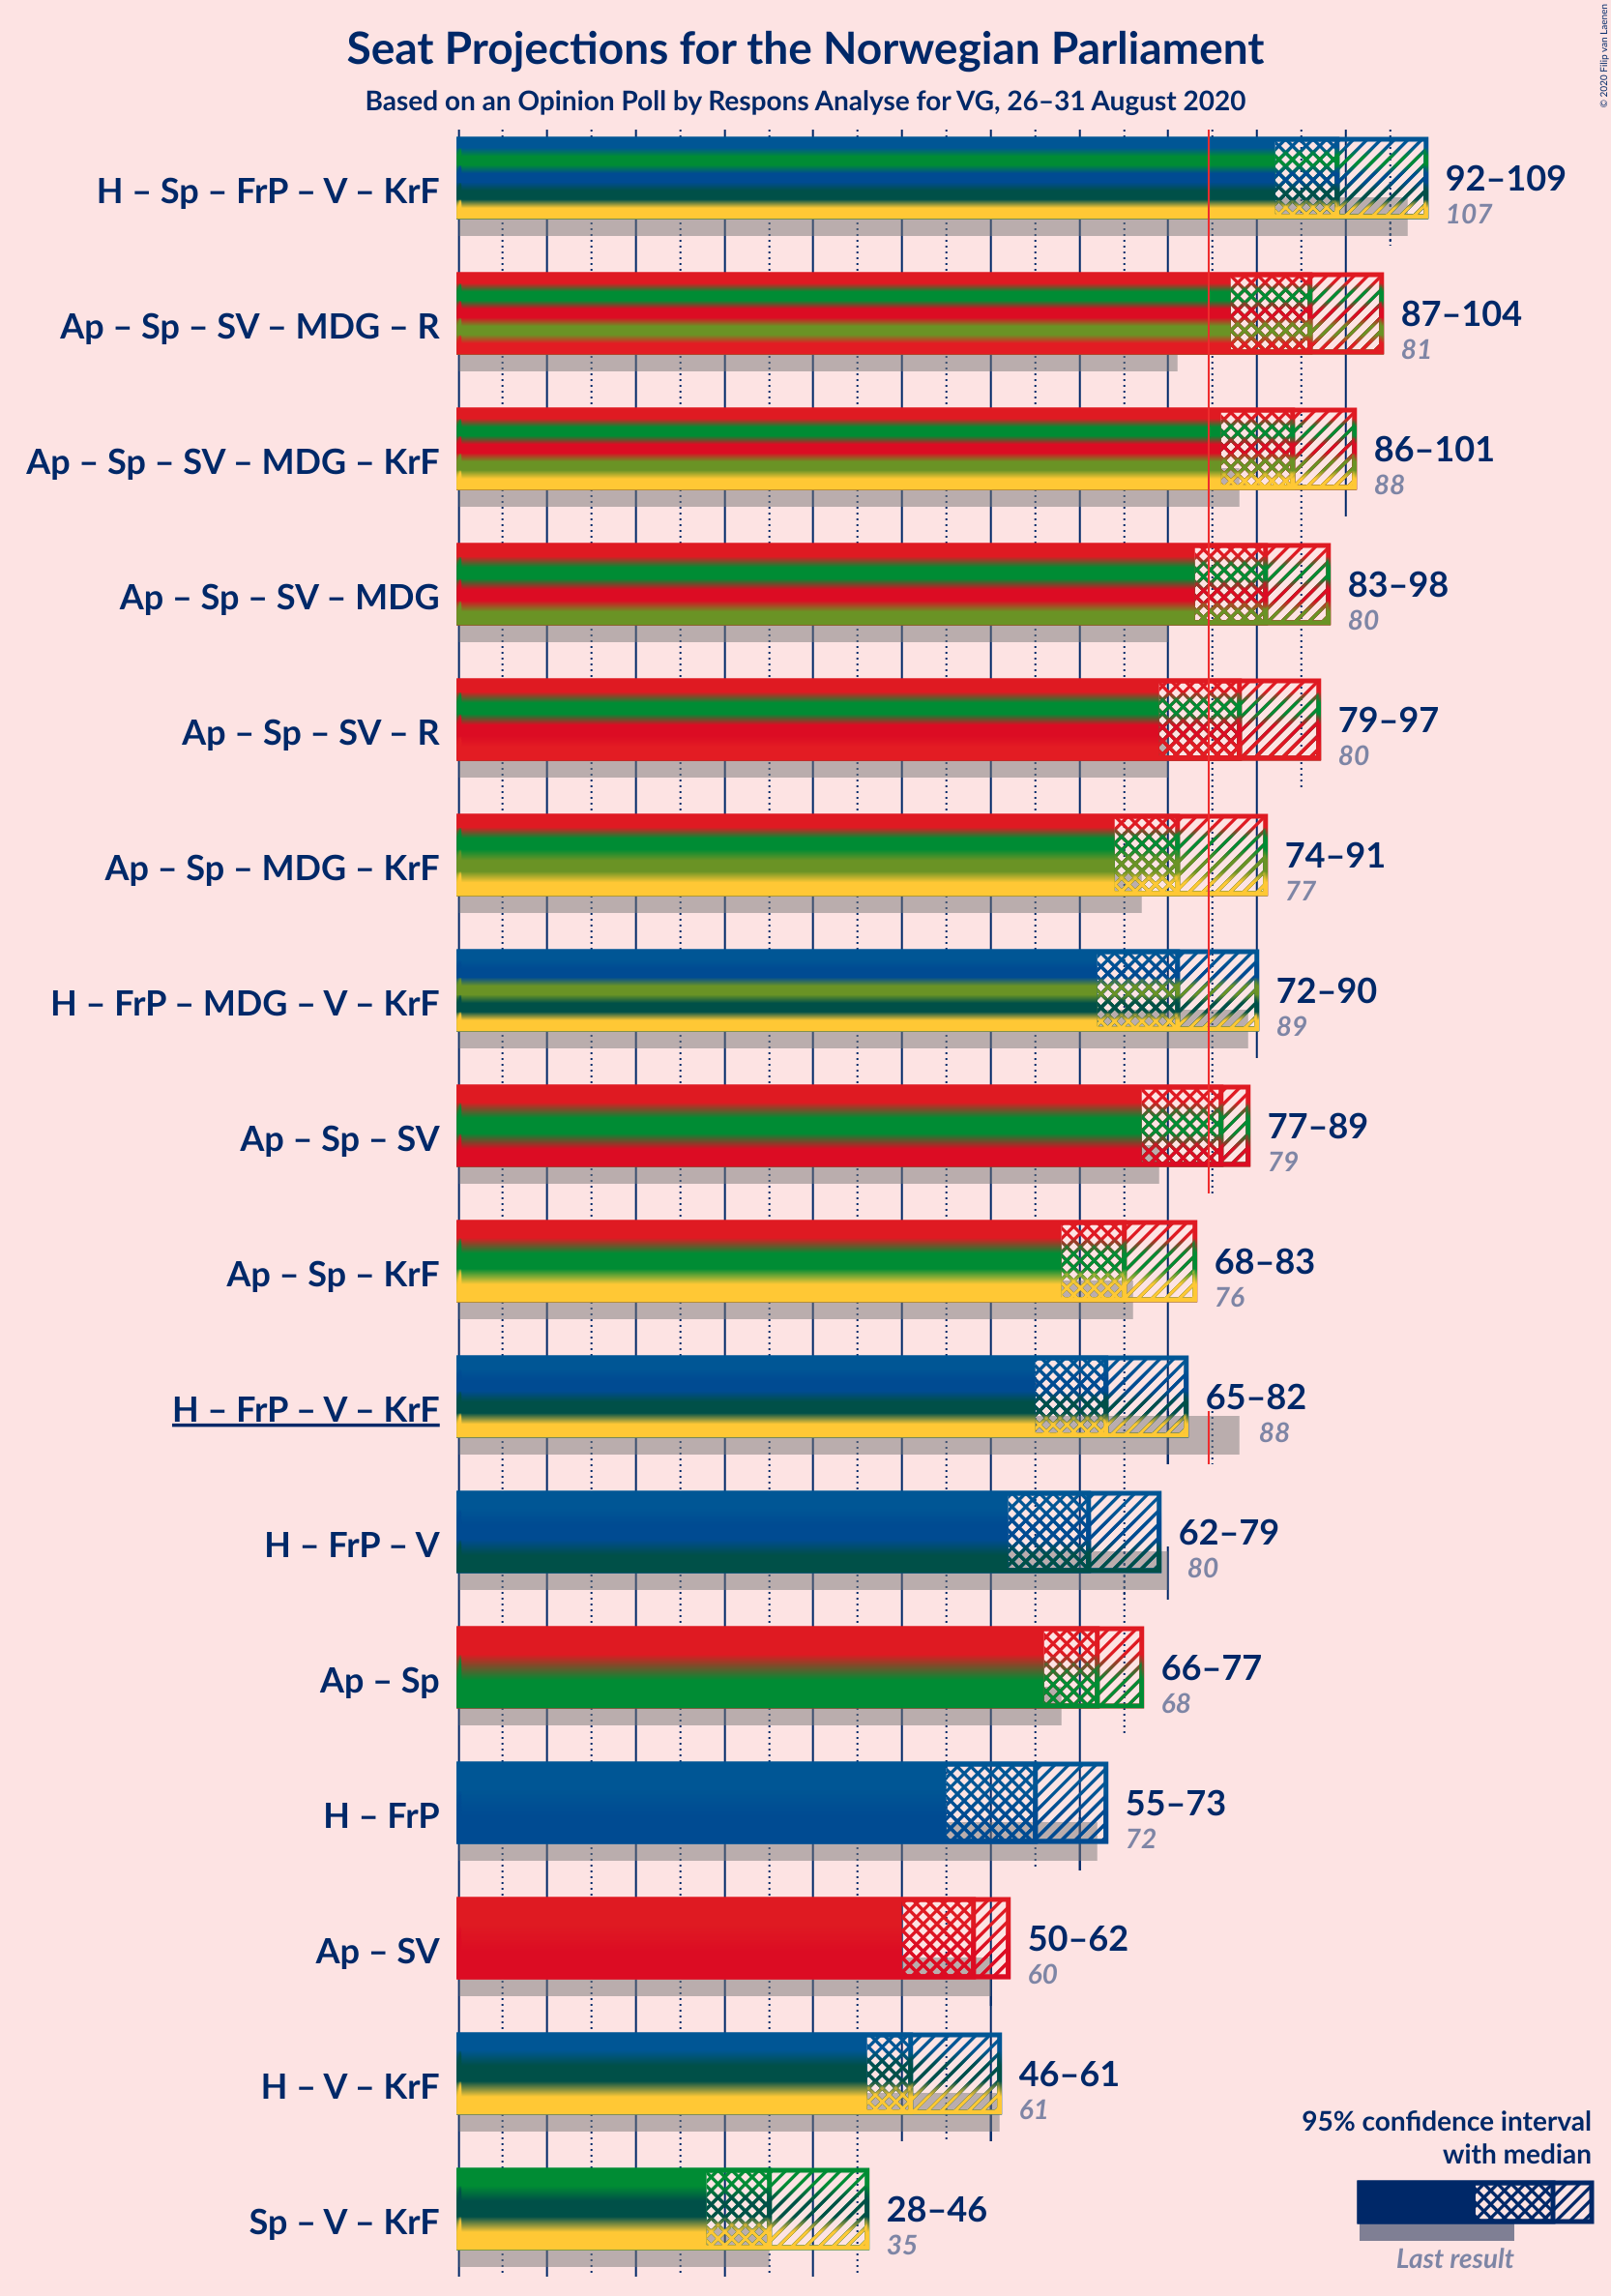 Seat Projections for the Norwegian Parliament
Based on an Opinion Poll by Respons Analyse for VG, 26–31 August 2020
© 2020 Filip van Laenen
H – Sp – FrP – V – KrF
92–109
107
Ap – Sp – SV – MDG – R
87–104
81
Ap – Sp – SV – MDG – KrF
86–101
88
Ap – Sp – SV – MDG
83–98
80
Ap – Sp – SV – R
79–97
80
Ap – Sp – MDG – KrF
74–91
77
H – FrP – MDG – V – KrF
72–90
89
Ap – Sp – SV
77–89
79
Ap – Sp – KrF
68–83
76
H – FrP – V – KrF
65–82
88
H – FrP – V
62–79
80
Ap – Sp
66–77
68
H – FrP
55–73
72
Ap – SV
50–62
60
H – V – KrF
46–61
61
Sp – V – KrF
28–46
35
95% confidence interval
with median
Last result